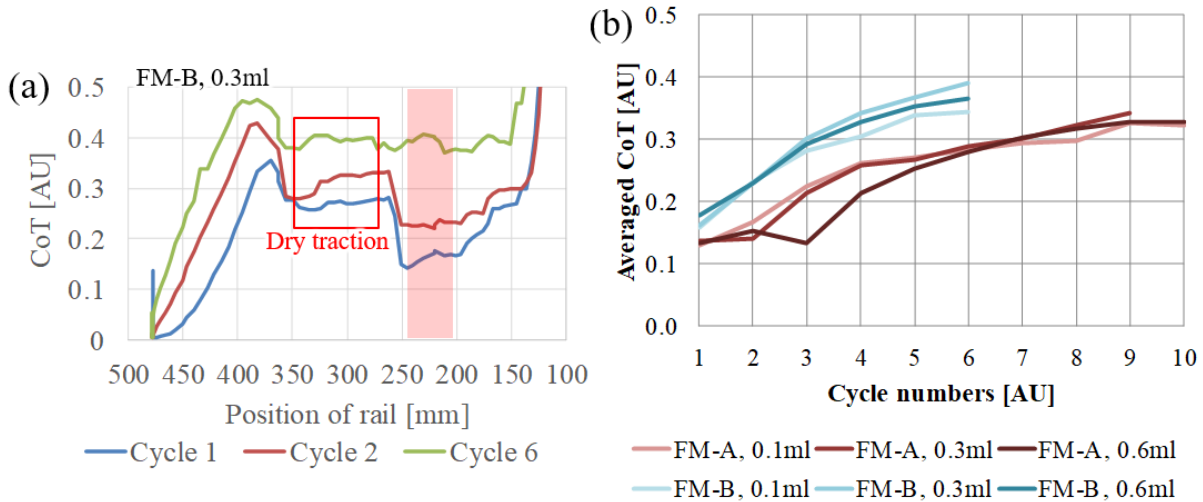 (a)
FM-B, 0.3ml
0.5
0.4
0.3
0.2
0.1
0
CoT [AU]
Dry traction
500 450 400 350 300 250 200 150 100
Position of rail [mm]
Cycle 1 Cycle 2 Cycle 6
(b)
0.5
0.4
0.3
0.2
0.1
0.0
Averaged CoT [AU]
1 2 3 4 5 6 7 8 9 10
Cycle numbers [AU]
FM-A, 0.1ml FM-A, 0.3ml FM-A, 0.6ml
FM-B, 0.1ml FM-B, 0.3ml FM-B, 0.6ml